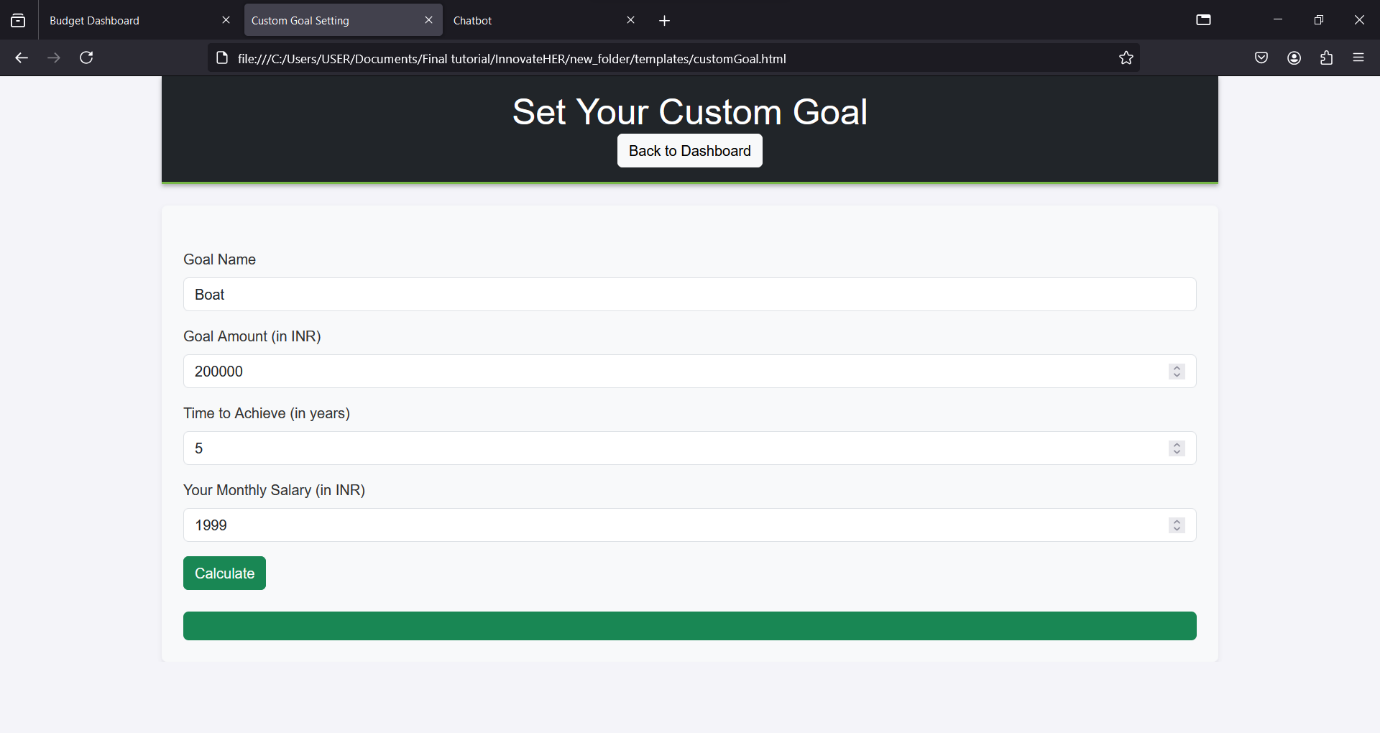 Budget Dashboard
Custom Goal Setting
Chatbot
file:///C:/Users/USER/Documents/Final tutorial/InnovateHER/new_folder/templates/customGoal.html
Set Your Custom Goal
Back to Dashboard
Goal Name
Boat
Goal Amount (in INR)
200000
Time to Achieve (in years)
5
Your Monthly Salary (in INR)
1999
Calculate